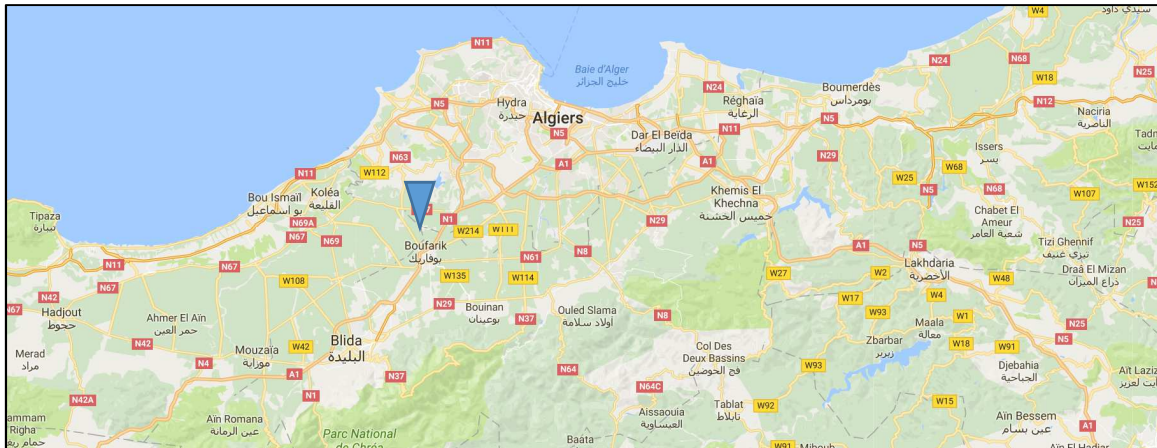 W4
سيدي داود
N11
N24
N68
N25
Baie d'Alger
خليج الجزائر
W18
Boumerdès
بومرداس
N24
Réghaïa
الرغاية
N5
Hydra
حيدرة
Algiers
N12
Naciria
الناصرية
N5
Dar El Beïda
الدار البيضاء
N11
N5
Issers
يسر
N63
A1
A1
N29
W68
W112
N11
W25
N5
N68
W107
W152
Bou Ismaïl
بو اسماعيل
Koléa
القليعة
Khemis El
Khechna
خميس الخشنة
Chabet El
Ameur
شعبة العامر
Tipaza
تيبازة
N69A
N67
N69
N1
W214
W111
N29
N25
Boufarik
بوفاريك
N61
N8
A1
N5
Tizi Ghennif
تيزي غنيف
N11
N67
W108
W135
W114
W27
W2
Lakhdaria
الأخضرية
W48
Draâ El Mizan
ذراع الميزان
N42
N67
N67
Hadjout
حجوط
N29
Bouinan
بوعينان
Ouled Slama
أولاد سلامة
W17
W4
Ahmer El Aïn
حمر العين
N37
N8
W93
W1
N25
N42
Blida
البليدة
Zbarbar
زبربر
Maala
معالة
N5
Merad
مراد
Mouzaïa
موزاية
W42
Col Des
Deux Bassins
فج الحوضين
W18
W91
N4
A1
N37
N64
W93
Djebahia
الجباحية
N42A
N1
N64C
Tablat
تابلاط
W92
W15
Aïn Romana
عين الرمانة
Aissaouia
العيساوية
Aïn Bessem
عين بسام
A1
Parc National
de Chréa
Baâta
بعاطة